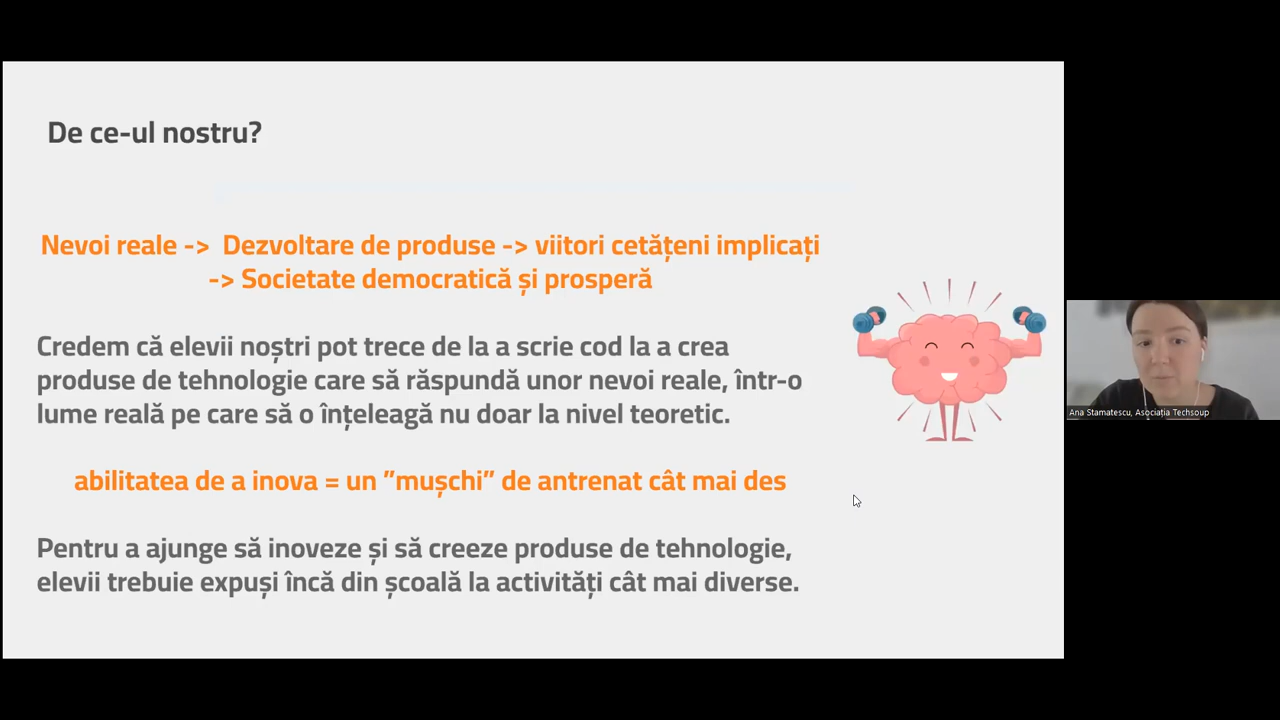 De ce-ul nostru?
Nevoi reale -> Dezvoltare de produse -> viitori cetățeni implicați
-> Societate democratică și prosperă
Credem că elevii noștri pot trece de la a scrie cod la a crea
produse de tehnologie care să răspundă unor nevoi reale, într-o
lume reală pe care să o înțeleagă nu doar la nivel teoretic.
abilitatea de a inova = un ”mușchi” de antrenat cât mai des
Pentru a ajunge să inoveze și să creeze produse de tehnologie,
elevii trebuie expuși încă din școală la activități cât mai diverse.
Ana Stamatescu, Asociația Techsoup